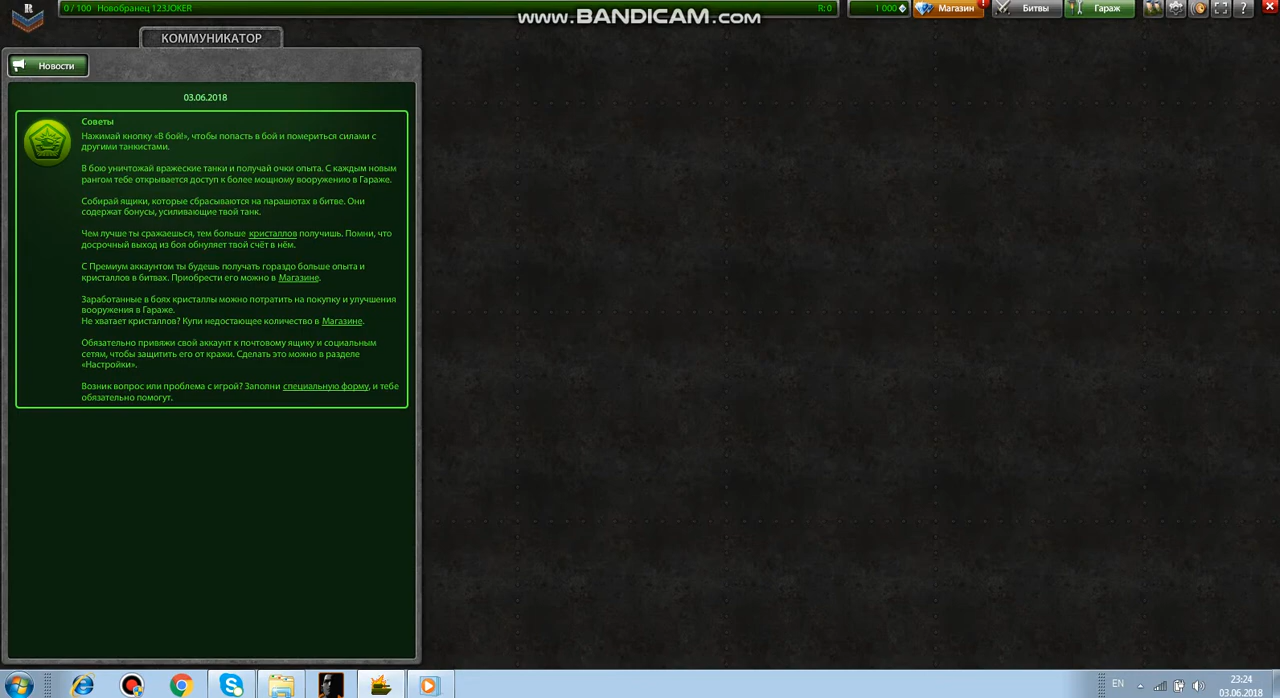 R
0 / 100 Новобранец 123JOKER
R: 0
1 000
Магазин
!
Битвы
Гараж
?
www.BANDICAM.com
КОММУНИКАТОР
Новости
03.06.2018
Советы
Нажимай кнопку «В бой!», чтобы попасть в бой и помериться силами с
другими танкистами.
В бою уничтожай вражеские танки и получай очки опыта. С каждым новым
рангом тебе открывается доступ к более мощному вооружению в Гараже.
Собирай ящики, которые сбрасываются на парашютах в битве. Они
содержат бонусы, усиливающие твой танк.
Чем лучше ты сражаешься, тем больше кристаллов получишь. Помни, что
досрочный выход из боя обнуляет твой счёт в нём.
С Премиум аккаунтом ты будешь получать гораздо больше опыта и
кристаллов в битвах. Приобрести его можно в Магазине.
Заработанные в боях кристаллы можно потратить на покупку и улучшения
вооружения в Гараже.
Не хватает кристаллов? Купи недостающее количество в Магазине.
Обязательно привяжи свой аккаунт к почтовому ящику и социальным
сетям, чтобы защитить его от кражи. Сделать это можно в разделе
«Настройки».
Возник вопрос или проблема с игрой? Заполни специальную форму, и тебе
обязательно помогут.
EN
23:24
03.06.2018